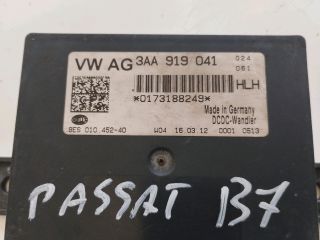 VW AG 3AA 919 041 024
061
HLH
*0173188249*
Made in Germany
DCDC-Wandler
8ES 010.452-40 W04 16.03.12 0001 0513
PASSAT B7